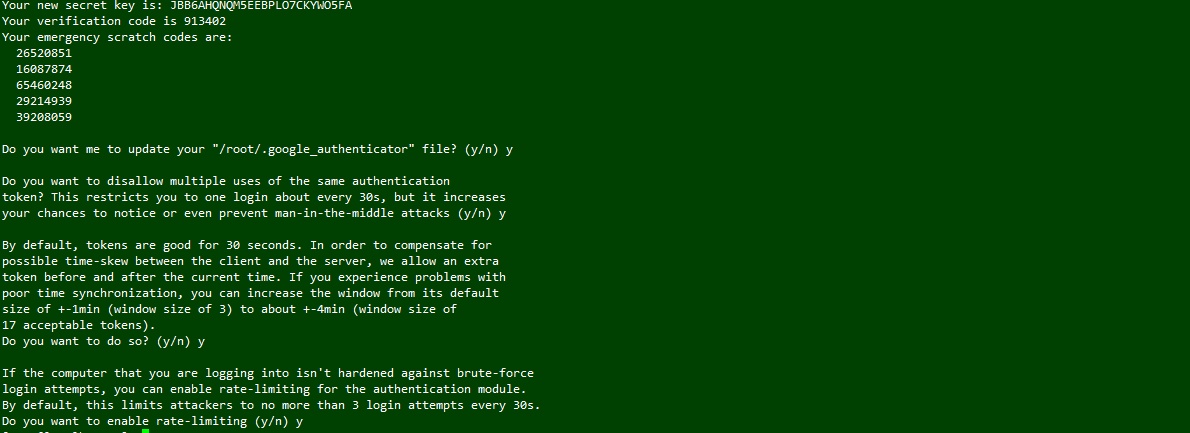 Your new secret key is: JBB6AHQNQM5EEBPLO7CKYWO5FA
Your verification code is 913402
Your emergency scratch codes are:
26520851
16087874
65460248
29214939
39208059
Do you want me to update your "/root/.google_authenticator" file? (y/n) y
Do you want to disallow multiple uses of the same authentication
token? This restricts you to one login about every 30s, but it increases
your chances to notice or even prevent man-in-the-middle attacks (y/n) y
By default, tokens are good for 30 seconds. In order to compensate for
possible time-skew between the client and the server, we allow an extra
token before and after the current time. If you experience problems with
poor time synchronization, you can increase the window from its default
size of +-1min (window size of 3) to about +-4min (window size of
17 acceptable tokens).
Do you want to do so? (y/n) y
If the computer that you are logging into isn't hardened against brute-force
login attempts, you can enable rate-limiting for the authentication module.
By default, this limits attackers to no more than 3 login attempts every 30s.
Do you want to enable rate-limiting (y/n) y